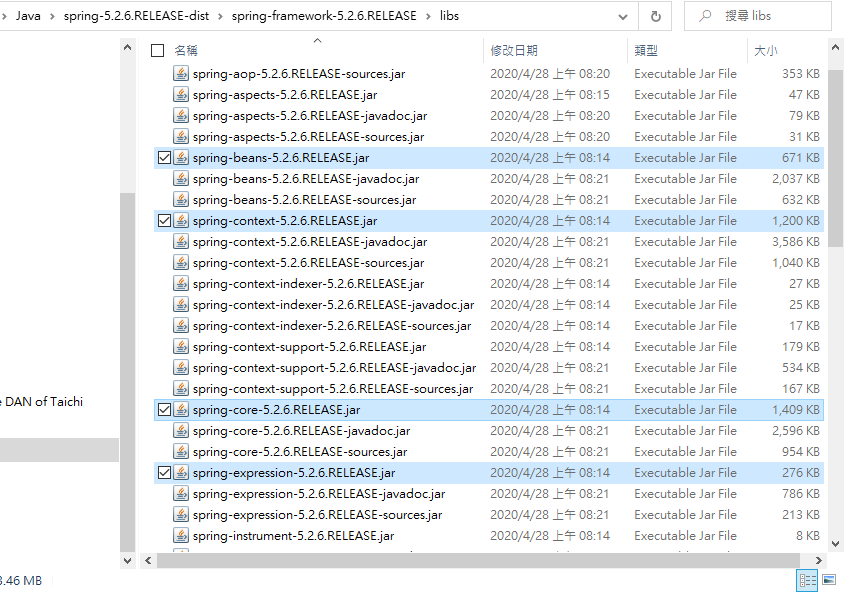 Java > spring-5.2.6.RELEASE-dist > spring-framework-5.2.6.RELEASE > libs
搜尋 libs
名稱 修改日期 類型 大小
spring-aop-5.2.6.RELEASE-sources.jar 2020/4/28 上午 08:20 Executable Jar File 353 KB
spring-aspects-5.2.6.RELEASE.jar 2020/4/28 上午 08:15 Executable Jar File 47 KB
spring-aspects-5.2.6.RELEASE-javadoc.jar 2020/4/28 上午 08:20 Executable Jar File 79 KB
spring-aspects-5.2.6.RELEASE-sources.jar 2020/4/28 上午 08:20 Executable Jar File 31 KB
spring-beans-5.2.6.RELEASE.jar 2020/4/28 上午 08:14 Executable Jar File 671 KB
spring-beans-5.2.6.RELEASE-javadoc.jar 2020/4/28 上午 08:21 Executable Jar File 2,037 KB
spring-beans-5.2.6.RELEASE-sources.jar 2020/4/28 上午 08:21 Executable Jar File 632 KB
spring-context-5.2.6.RELEASE.jar 2020/4/28 上午 08:14 Executable Jar File 1,200 KB
spring-context-5.2.6.RELEASE-javadoc.jar 2020/4/28 上午 08:21 Executable Jar File 3,586 KB
spring-context-5.2.6.RELEASE-sources.jar 2020/4/28 上午 08:21 Executable Jar File 1,040 KB
spring-context-indexer-5.2.6.RELEASE.jar 2020/4/28 上午 08:14 Executable Jar File 27 KB
spring-context-indexer-5.2.6.RELEASE-javadoc.jar 2020/4/28 上午 08:21 Executable Jar File 25 KB
spring-context-indexer-5.2.6.RELEASE-sources.jar 2020/4/28 上午 08:21 Executable Jar File 17 KB
spring-context-support-5.2.6.RELEASE.jar 2020/4/28 上午 08:14 Executable Jar File 179 KB
spring-context-support-5.2.6.RELEASE-javadoc.jar 2020/4/28 上午 08:21 Executable Jar File 534 KB
spring-context-support-5.2.6.RELEASE-sources.jar 2020/4/28 上午 08:21 Executable Jar File 167 KB
e DAN of Taichi
spring-core-5.2.6.RELEASE.jar 2020/4/28 上午 08:14 Executable Jar File 1,409 KB
spring-core-5.2.6.RELEASE-javadoc.jar 2020/4/28 上午 08:21 Executable Jar File 2,596 KB
spring-core-5.2.6.RELEASE-sources.jar 2020/4/28 上午 08:21 Executable Jar File 954 KB
spring-expression-5.2.6.RELEASE.jar 2020/4/28 上午 08:14 Executable Jar File 276 KB
spring-expression-5.2.6.RELEASE-javadoc.jar 2020/4/28 上午 08:21 Executable Jar File 786 KB
spring-expression-5.2.6.RELEASE-sources.jar 2020/4/28 上午 08:21 Executable Jar File 213 KB
spring-instrument-5.2.6.RELEASE.jar 2020/4/28 上午 08:14 Executable Jar File 8 KB
3.46 MB